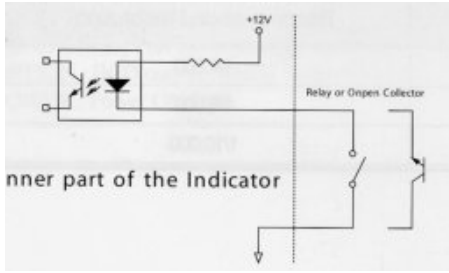 +12V
Relay or Onpen Collector
nner part of the Indicator